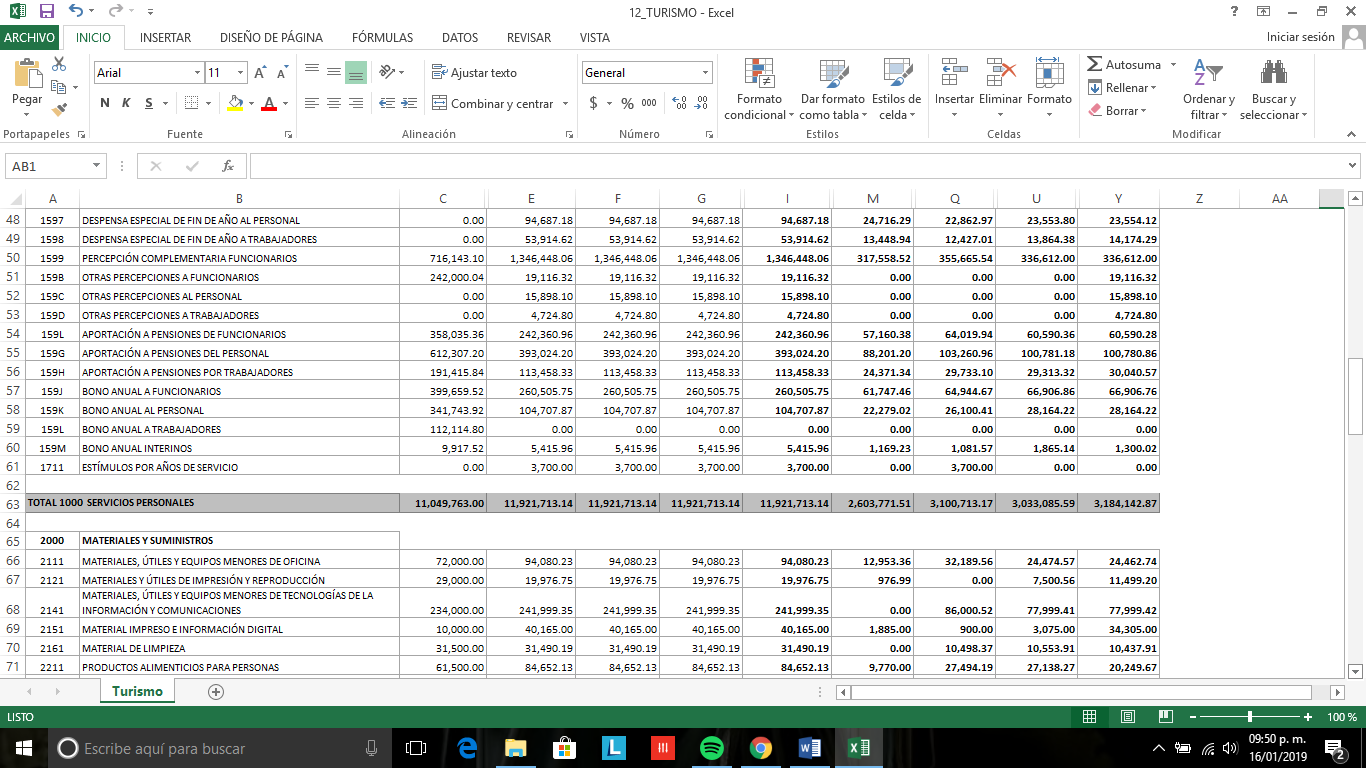 12_TURISMO - Excel
ARCHIVO INICIO INSERTAR DISEÑO DE PÁGINA FÓRMULAS DATOS REVISAR VISTA Iniciar sesión
Pegar
Arial 11
N K S
Ajustar texto
Combinar y centrar
General
$ % 000
Formato condicional
Dar formato como tabla
Estilos de celda
Insertar Eliminar Formato
Autosuma
Rellenar
Borrar
Ordenar y filtrar
Buscar y seleccionar
Portapapeles Fuente Alineación Número Estilos Celdas Modificar
AB1 fx
A B C E F G I M Q U Y Z AA
48 1597 DESPENSA ESPECIAL DE FIN DE AÑO AL PERSONAL 0.00 94,687.18 94,687.18 94,687.18 94,687.18 24,716.29 22,862.97 23,553.80 23,554.12
49 1598 DESPENSA ESPECIAL DE FIN DE AÑO A TRABAJADORES 0.00 53,914.62 53,914.62 53,914.62 53,914.62 13,448.94 12,427.01 13,864.38 14,174.29
50 1599 PERCEPCIÓN COMPLEMENTARIA FUNCIONARIOS 716,143.10 1,346,448.06 1,346,448.06 1,346,448.06 1,346,448.06 317,558.52 355,665.54 336,612.00 336,612.00
51 159B OTRAS PERCEPCIONES A FUNCIONARIOS 242,000.04 19,116.32 19,116.32 19,116.32 19,116.32 0.00 0.00 0.00 19,116.32
52 159C OTRAS PERCEPCIONES AL PERSONAL 0.00 15,898.10 15,898.10 15,898.10 15,898.10 0.00 0.00 0.00 15,898.10
53 159D OTRAS PERCEPCIONES A TRABAJADORES 0.00 4,724.80 4,724.80 4,724.80 4,724.80 0.00 0.00 0.00 4,724.80
54 159L APORTACIÓN A PENSIONES DE FUNCIONARIOS 358,035.36 242,360.96 242,360.96 242,360.96 242,360.96 57,160.38 64,019.94 60,590.36 60,590.28
55 159G APORTACIÓN A PENSIONES DEL PERSONAL 612,307.20 393,024.20 393,024.20 393,024.20 393,024.20 88,201.20 103,260.96 100,781.18 100,780.86
56 159H APORTACIÓN A PENSIONES POR TRABAJADORES 191,415.84 113,458.33 113,458.33 113,458.33 113,458.33 24,371.34 29,733.10 29,313.32 30,040.57
57 159J BONO ANUAL A FUNCIONARIOS 399,659.52 260,505.75 260,505.75 260,505.75 260,505.75 61,747.46 64,944.67 66,906.86 66,906.76
58 159K BONO ANUAL AL PERSONAL 341,743.92 104,707.87 104,707.87 104,707.87 104,707.87 22,279.02 26,100.41 28,164.22 28,164.22
59 159L BONO ANUAL A TRABAJADORES 112,114.80 0.00 0.00 0.00 0.00 0.00 0.00 0.00 0.00
60 159M BONO ANUAL INTERINOS 9,917.52 5,415.96 5,415.96 5,415.96 5,415.96 1,169.23 1,081.57 1,865.14 1,300.02
61 1711 ESTÍMULOS POR AÑOS DE SERVICIO 0.00 3,700.00 3,700.00 3,700.00 3,700.00 0.00 3,700.00 0.00 0.00
62
63 TOTAL 1000 SERVICIOS PERSONALES 11,049,763.00 11,921,713.14 11,921,713.14 11,921,713.14 11,921,713.14 2,603,771.51 3,100,713.17 3,033,085.59 3,184,142.87
64
65 2000 MATERIALES Y SUMINISTROS
66 2111 MATERIALES, ÚTILES Y EQUIPOS MENORES DE OFICINA 72,000.00 94,080.23 94,080.23 94,080.23 94,080.23 12,953.36 32,189.56 24,474.57 24,462.74
67 2121 MATERIALES Y ÚTILES DE IMPRESIÓN Y REPRODUCCIÓN 29,000.00 19,976.75 19,976.75 19,976.75 19,976.75 976.99 0.00 7,500.56 11,499.20
MATERIALES, ÚTILES Y EQUIPOS MENORES DE TECNOLOGÍAS DE LA
68 2141 INFORMACIÓN Y COMUNICACIONES 234,000.00 241,999.35 241,999.35 241,999.35 241,999.35 0.00 86,000.52 77,999.41 77,999.42
69 2151 MATERIAL IMPRESO E INFORMACIÓN DIGITAL 10,000.00 40,165.00 40,165.00 40,165.00 40,165.00 1,885.00 900.00 3,075.00 34,305.00
70 2161 MATERIAL DE LIMPIEZA 31,500.00 31,490.19 31,490.19 31,490.19 31,490.19 0.00 10,498.37 10,553.91 10,437.91
71 2211 PRODUCTOS ALIMENTICIOS PARA PERSONAS 61,500.00 84,652.13 84,652.13 84,652.13 84,652.13 9,770.00 27,494.19 27,138.27 20,249.67
Turismo
LISTO 100 %
Escribe aquí para buscar
09:50 p. m.
16/01/2019
2